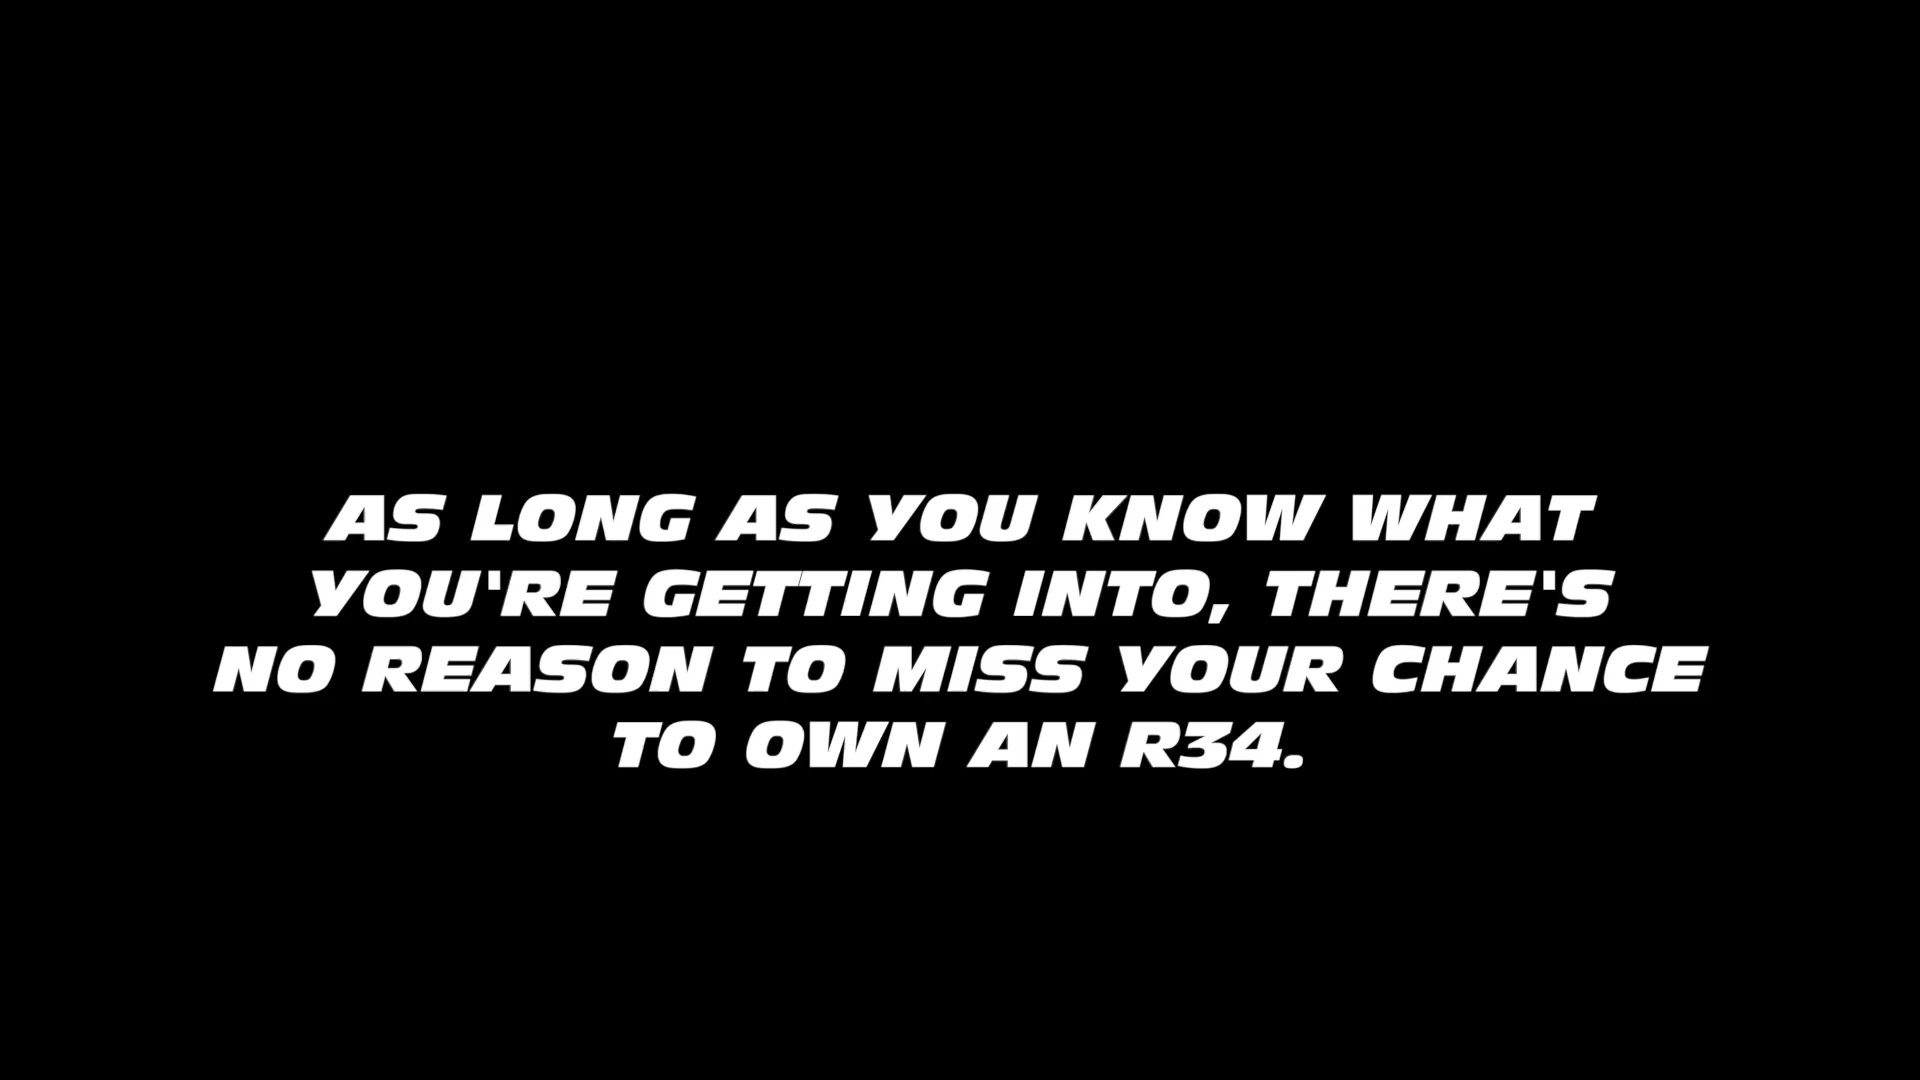 AS LONG AS YOU KNOW WHAT
YOU'RE GETTING INTO, THERE'S
NO REASON TO MISS YOUR CHANCE
TO OWN AN R34.